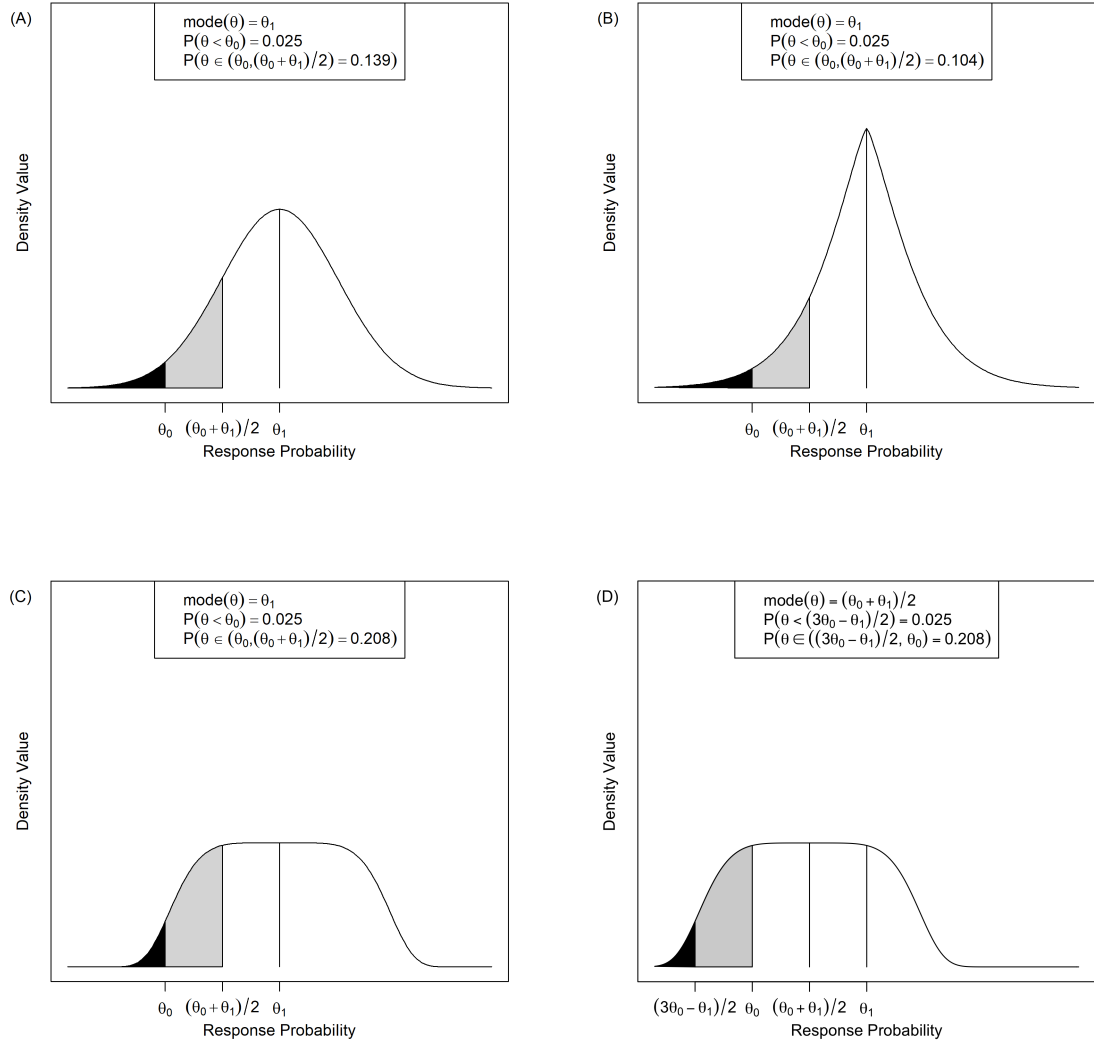 (A)
mode(θ) = θ₁
P(θ < θ₀) = 0.025
P(θ ∈ (θ₀,(θ₀ + θ₁)/2) = 0.139)
Density Value
θ₀ (θ₀ + θ₁)/2 θ₁
Response Probability
(B)
mode(θ) = θ₁
P(θ < θ₀) = 0.025
P(θ ∈ (θ₀,(θ₀ + θ₁)/2) = 0.104)
Density Value
θ₀ (θ₀ + θ₁)/2 θ₁
Response Probability
(C)
mode(θ) = θ₁
P(θ < θ₀) = 0.025
P(θ ∈ (θ₀,(θ₀ + θ₁)/2) = 0.208)
Density Value
θ₀ (θ₀ + θ₁)/2 θ₁
Response Probability
(D)
mode(θ) = (θ₀ + θ₁)/2
P(θ < (3θ₀ − θ₁)/2) = 0.025
P(θ ∈ ((3θ₀ − θ₁)/2, θ₀) = 0.208)
Density Value
(3θ₀ − θ₁)/2 θ₀ (θ₀ + θ₁)/2 θ₁
Response Probability